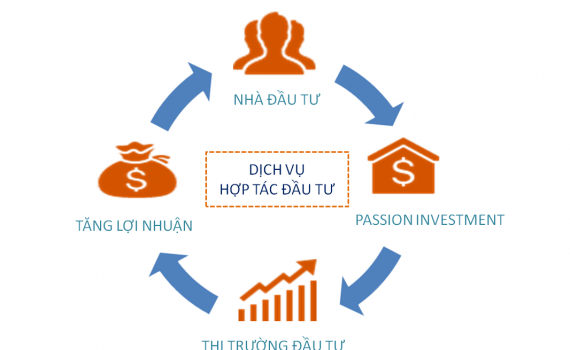 NHÀ ĐẦU TƯ
DỊCH VỤ
HỢP TÁC ĐẦU TƯ
$
$
TĂNG LỢI NHUẬN
PASSION INVESTMENT
THỊ TRƯỜNG ĐẦU TƯ